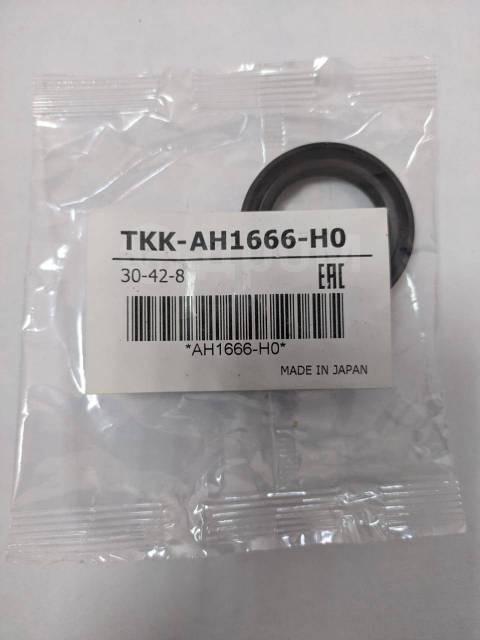 TKK-AH1666-H0
30-42-8
EAC
*AH1666-H0*
MADE IN JAPAN